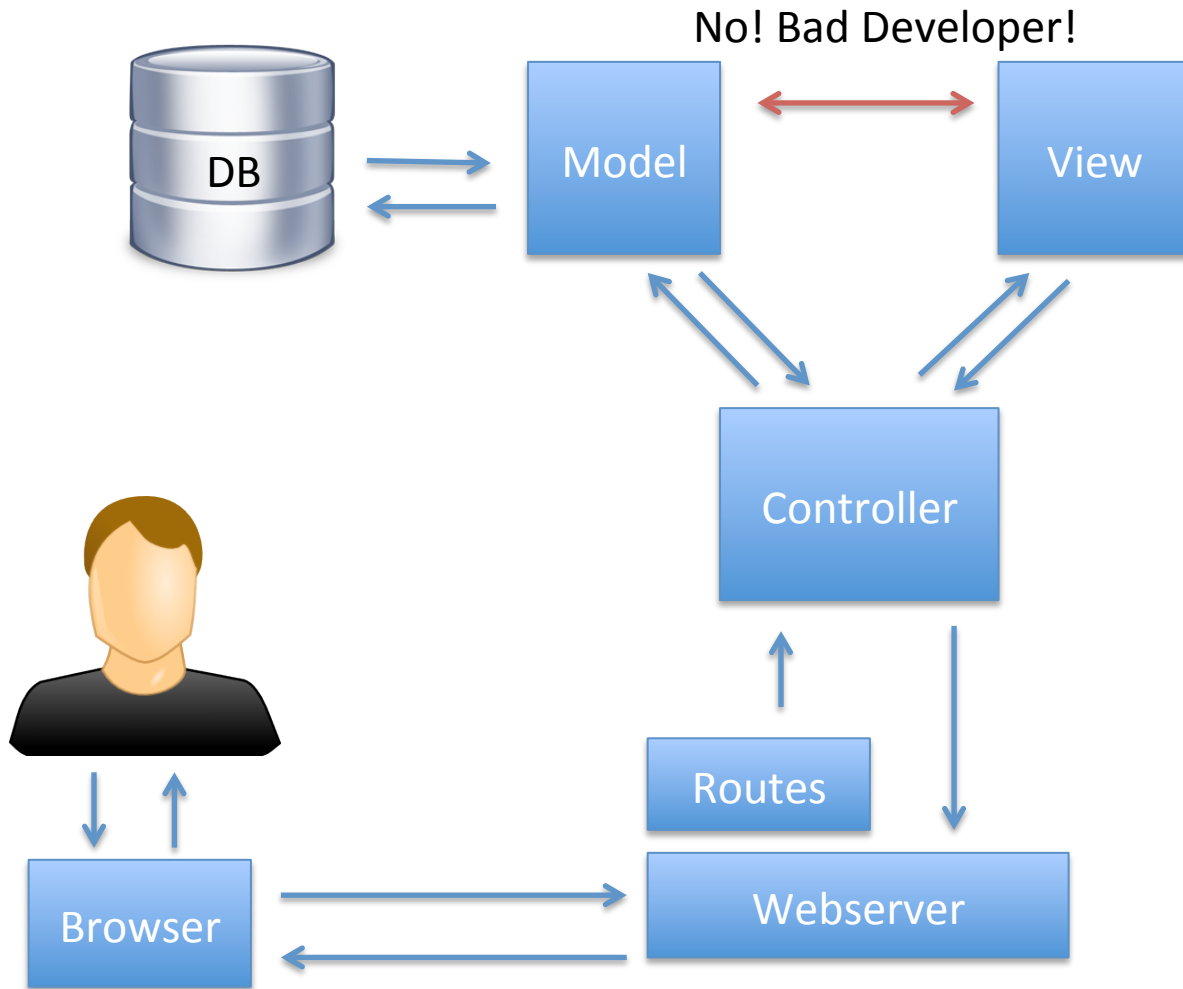 No! Bad Developer!
DB
Model
View
Controller
Routes
Browser
Webserver